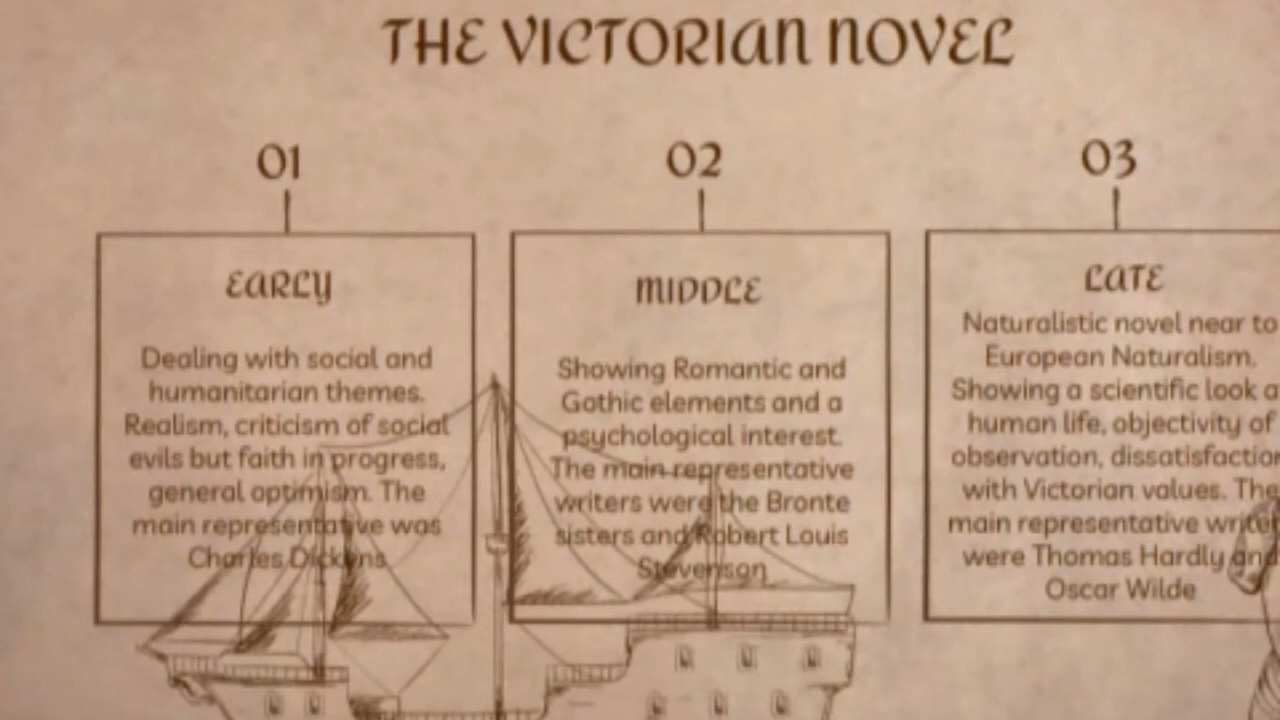 THE VICTORIAN NOVEL
01
EARLY
Dealing with social and
humanitarian themes.
Realism, criticism of social
evils but faith in progress,
general optimism. The
main representative was
Charles Dickens
02
MIDDLE
Showing Romantic and
Gothic elements and a
psychological interest.
The main representative
writers were the Bronte
sisters and Robert Louis
Stevenson
03
LATE
Naturalistic novel near to
European Naturalism.
Showing a scientific look a
human life, objectivity of
observation, dissatisfaction
with Victorian values. The
main representative writer
were Thomas Hardly and
Oscar Wilde